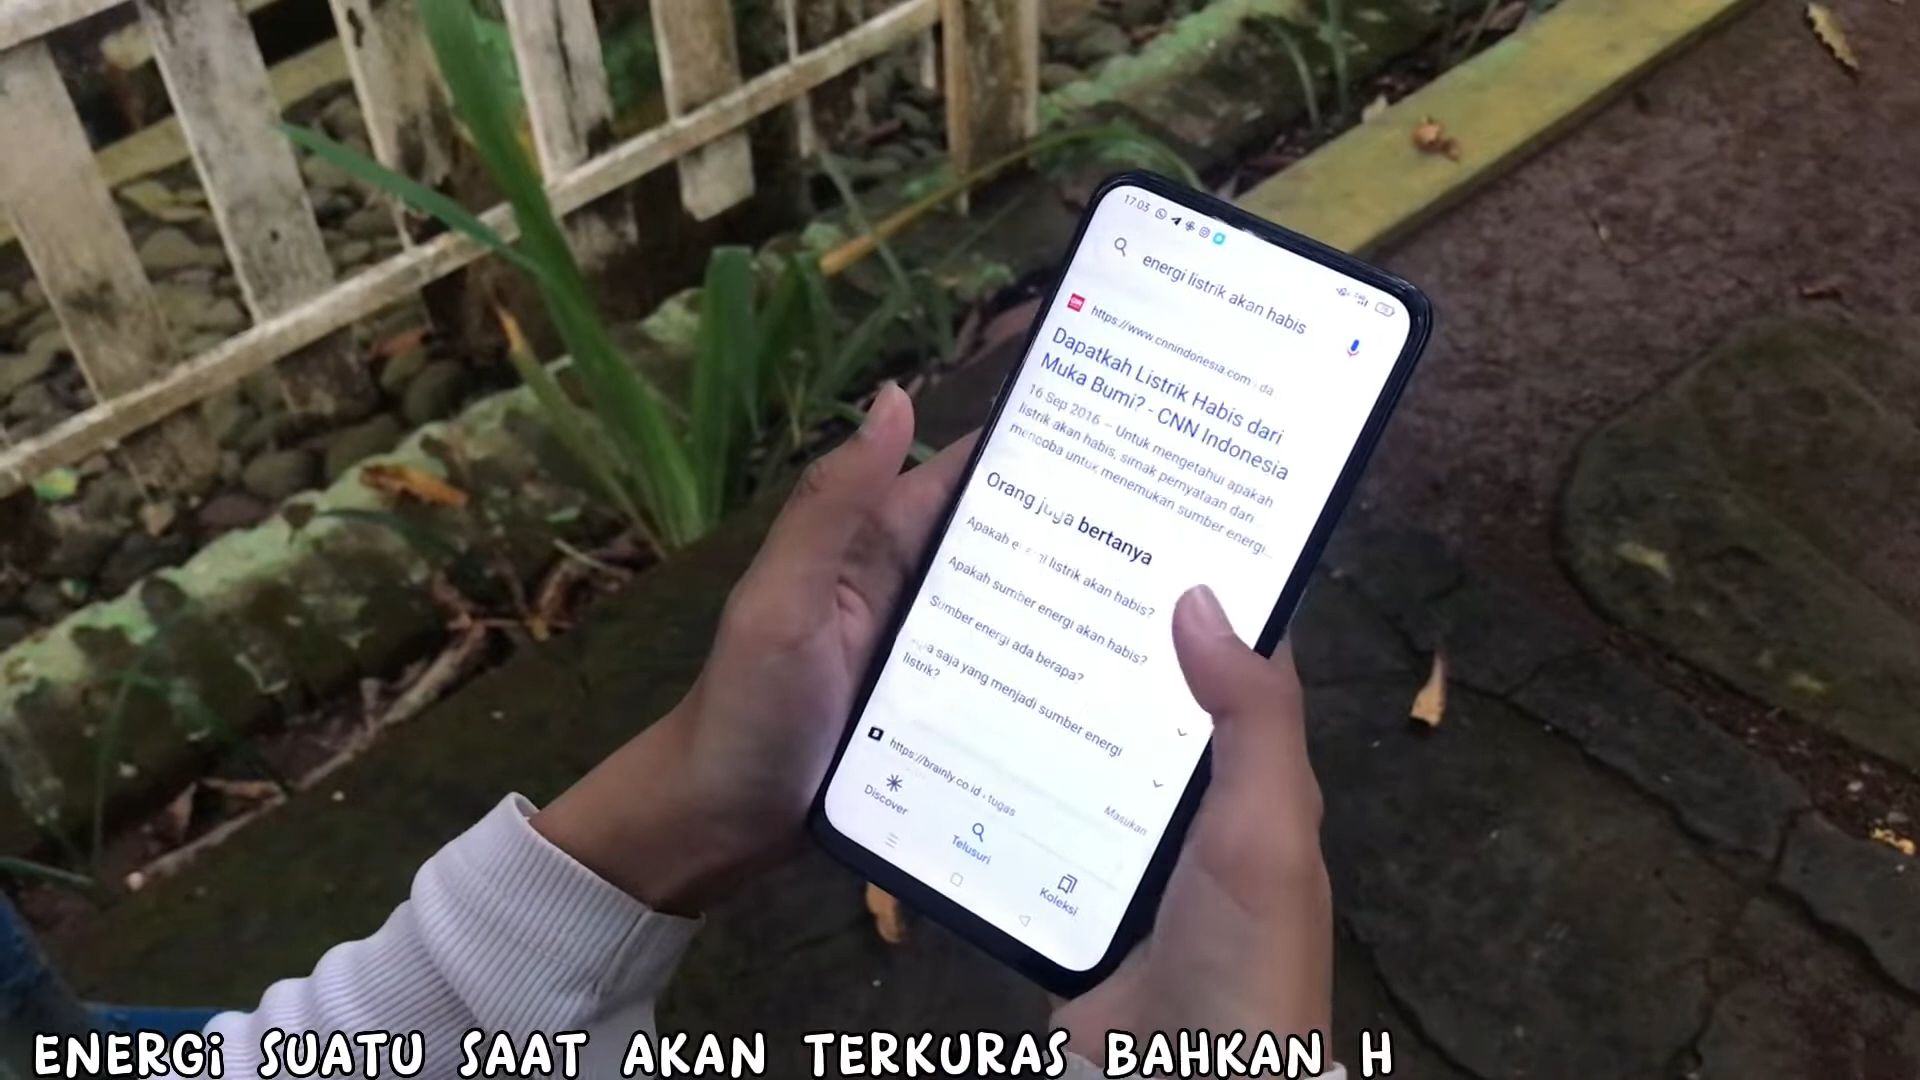 17.03
energi listrik akan habis
https://www.cnnindonesia.com › da...
Dapatkah Listrik Habis dari
Muka Bumi? - CNN Indonesia
16 Sep 2016 — Untuk mengetahui apakah
listrik akan habis, simak pernyataan dari...
mencoba untuk menemukan sumber energi...
Orang juga bertanya
Apakah listrik akan habis?
Apakah sumber energi akan habis?
Sumber energi ada berapa?
saja yang menjadi sumber energi
listrik?
https://brainly.co.id › tugas
Masukan
Discover
Telusuri
Koleksi
ENERGI SUATU SAAT AKAN TERKURAS BAHKAN H